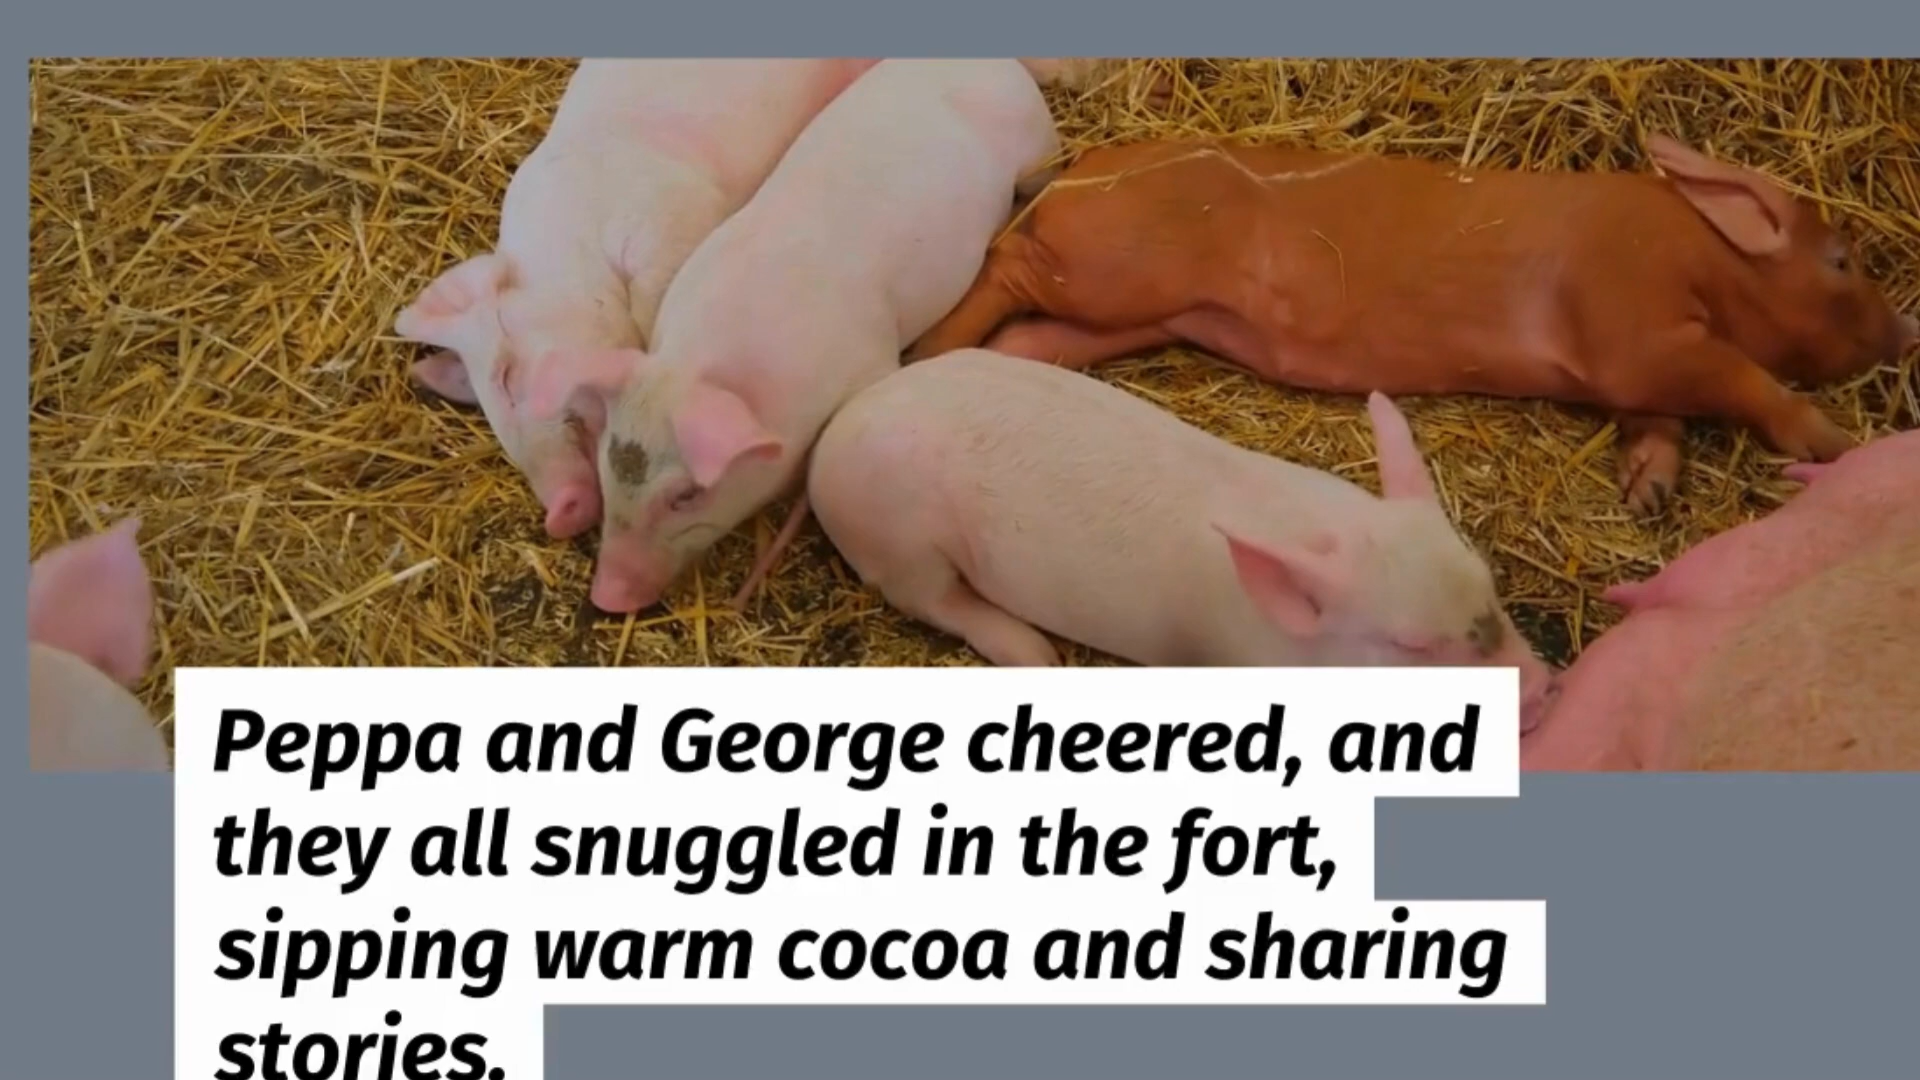 Peppa and George cheered, and
they all snuggled in the fort,
sipping warm cocoa and sharing
stories.